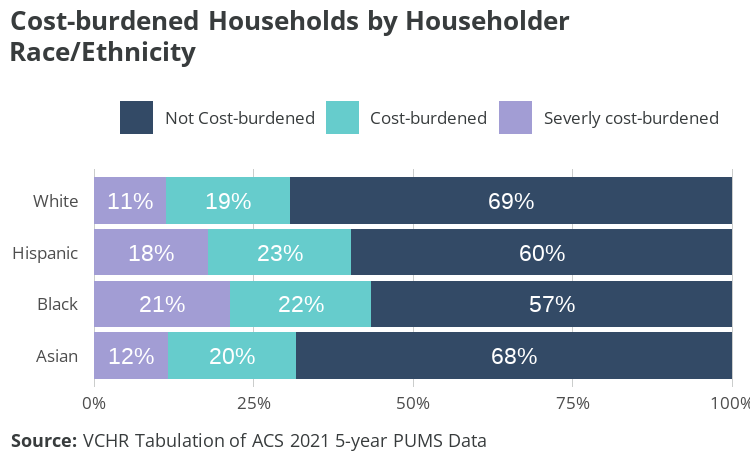 Cost-burdened Households by Householder
Race/Ethnicity
Not Cost-burdened Cost-burdened Severly cost-burdened
White 11% 19% 69%
Hispanic 18% 23% 60%
Black 21% 22% 57%
Asian 12% 20% 68%
0% 25% 50% 75% 100%
Source: VCHR Tabulation of ACS 2021 5-year PUMS Data